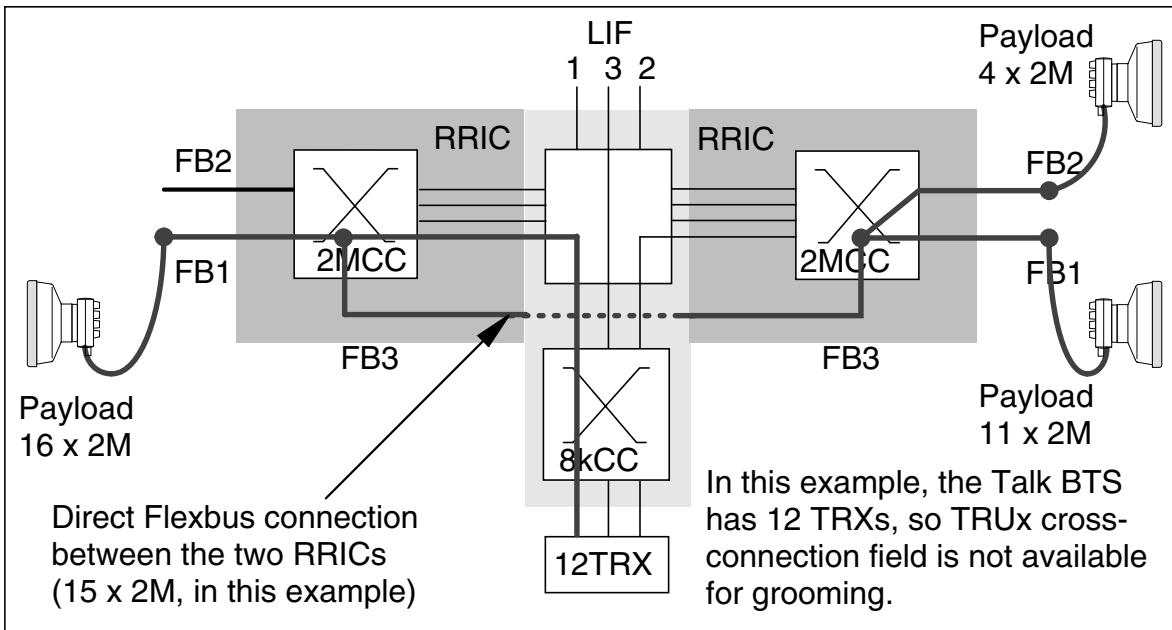 LIF
1 3 2
Payload
4 x 2M
RRIC
RRIC
FB2
FB2
2MCC
2MCC
FB1
FB1
FB3
FB3
Payload
16 x 2M
Payload
11 x 2M
8kCC
12TRX
Direct Flexbus connection
between the two RRICs
(15 x 2M, in this example)
In this example, the Talk BTS
has 12 TRXs, so TRUx cross-
connection field is not available
for grooming.